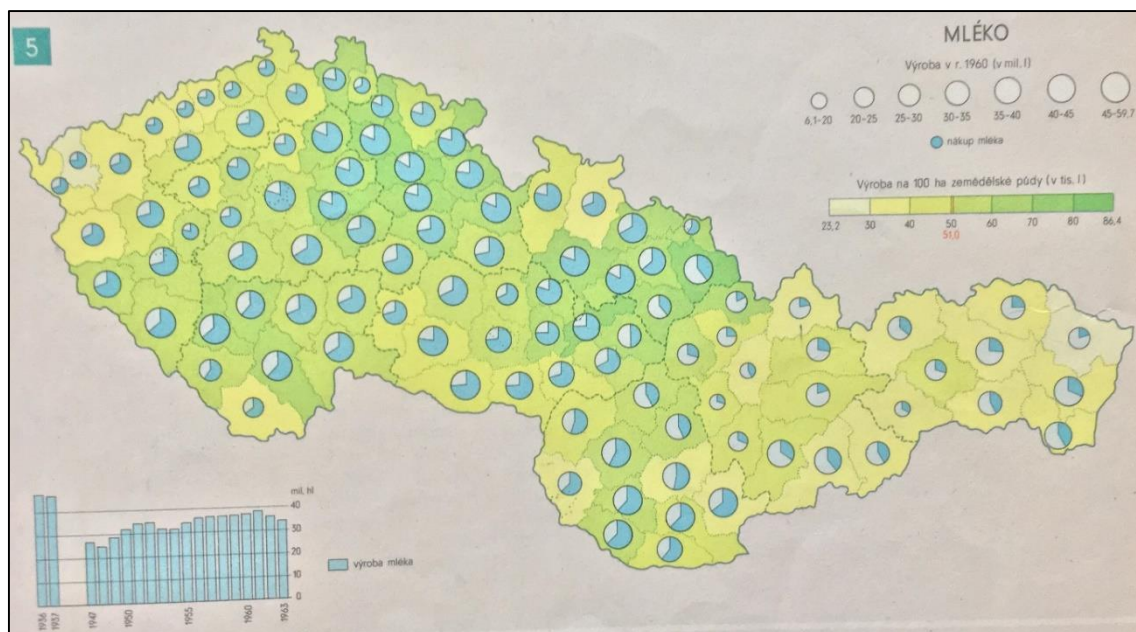 5
MLÉKO
Výroba v r. 1960 (v mil. l)
6,1-20 20-25 25-30 30-35 35-40 40-45 45-59,7
nákup mléka
Výroba na 100 ha zemědělské půdy (v tis. l)
23,2 30 40 50 60 70 80 86,4
51,0
mil. hl
40
30
20
10
0
výroba mléka
1936 1937 1947 1950 1955 1960 1963